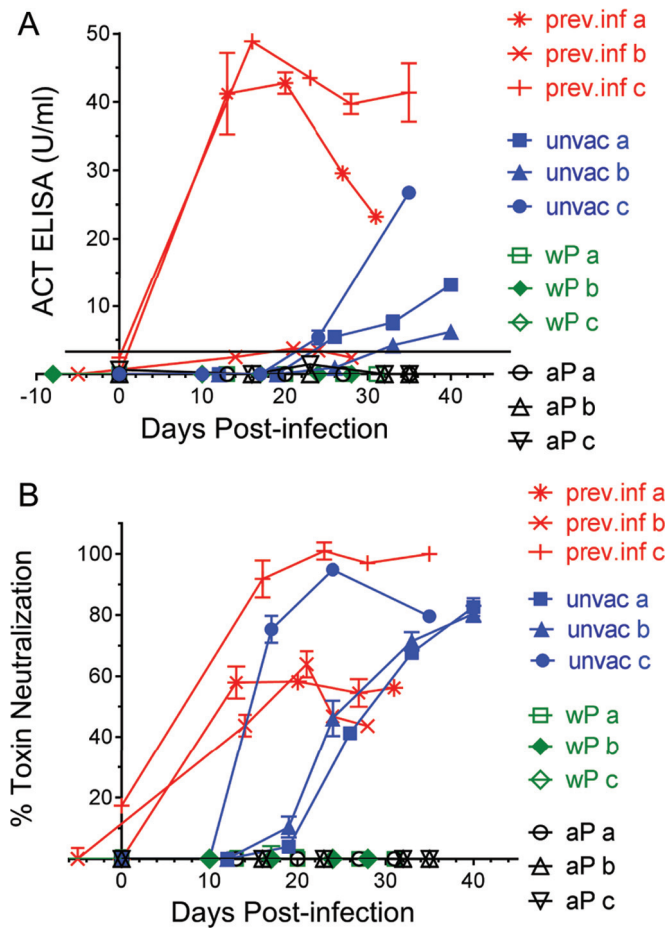 A
ACT ELISA (U/ml)
50
40
30
20
10
-10 0 10 20 30 40
Days Post-infection
prev.inf a
prev.inf b
prev.inf c
unvac a
unvac b
unvac c
wP a
wP b
wP c
aP a
aP b
aP c
B
% Toxin Neutralization
100
80
60
40
20
0 10 20 30 40
Days Post-infection
prev.inf a
prev.inf b
prev.inf c
unvac a
unvac b
unvac c
wP a
wP b
wP c
aP a
aP b
aP c